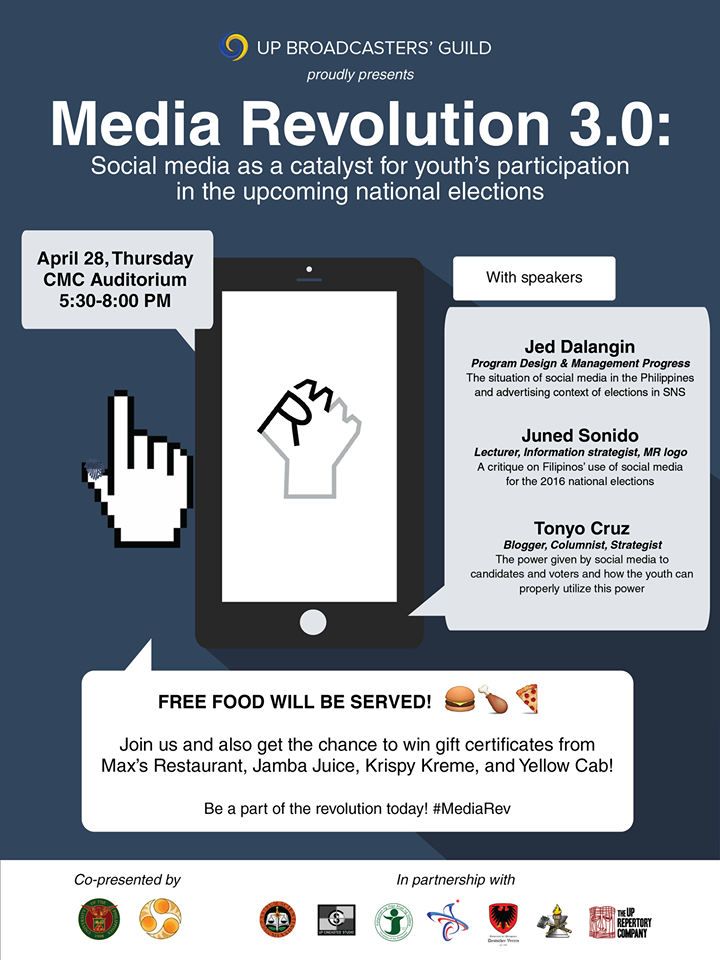 UP BROADCASTERS' GUILD
proudly presents
Media Revolution 3.0:
Social media as a catalyst for youth's participation
in the upcoming national elections
April 28, Thursday
CMC Auditorium
5:30-8:00 PM
RM
With speakers
Jed Dalangin
Program Design & Management Progress
The situation of social media in the Philippines
and advertising context of elections in SNS
Juned Sonido
Lecturer, Information strategist, MR logo
A critique on Filipinos' use of social media
for the 2016 national elections
Tonyo Cruz
Blogger, Columnist, Strategist
The power given by social media to
candidates and voters and how the youth can
properly utilize this power
FREE FOOD WILL BE SERVED!
Join us and also get the chance to win gift certificates from
Max's Restaurant, Jamba Juice, Krispy Kreme, and Yellow Cab!
Be a part of the revolution today! #MediaRev
Co-presented by
In partnership with
UP CINEASTES STUDIO
THE UP
REPERTORY
COMPANY